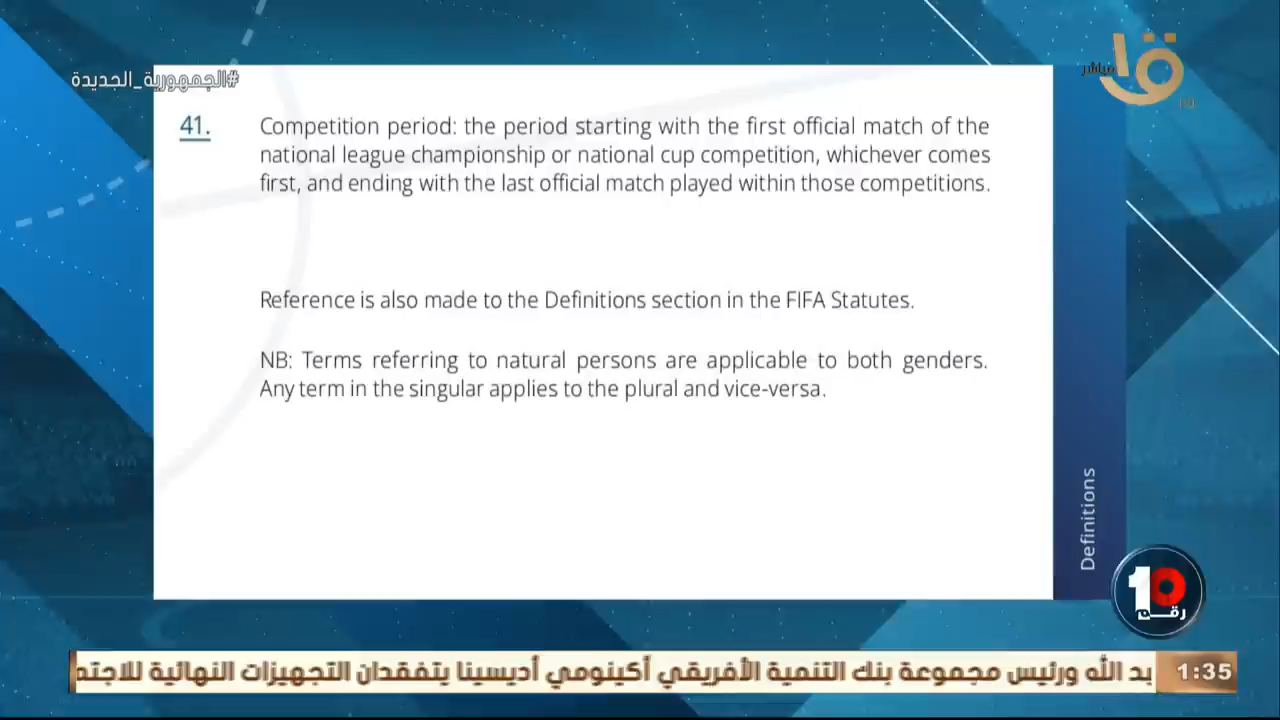 #الجمهورية_الجديدة
مباشر
41. Competition period: the period starting with the first official match of the
national league championship or national cup competition, whichever comes
first, and ending with the last official match played within those competitions.
Reference is also made to the Definitions section in the FIFA Statutes.
NB: Terms referring to natural persons are applicable to both genders.
Any term in the singular applies to the plural and vice-versa.
Definitions
رقم 10
بد الله ورئيس مجموعة بنك التنمية الأفريقي أكينومي أديسينا يتفقدان التجهيزات النهائية للاجتم
1:35